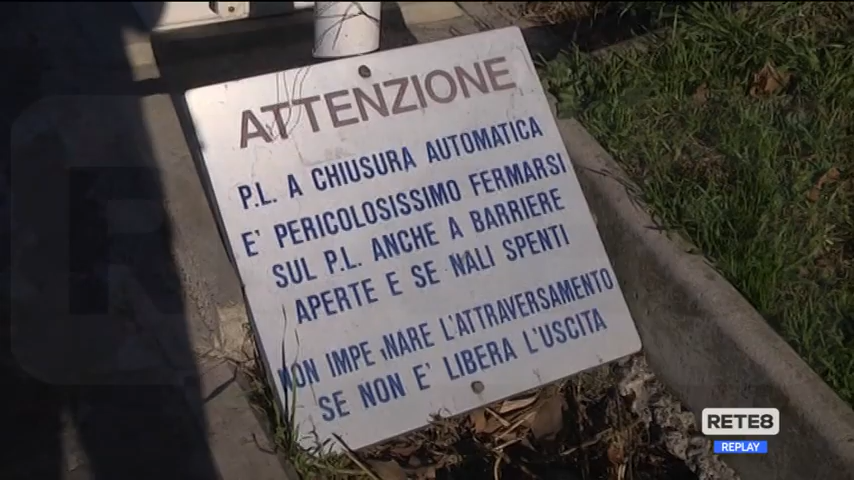 ATTENZIONE
P.L. A CHIUSURA AUTOMATICA
E' PERICOLOSISSIMO FERMARSI
SUL P.L. ANCHE A BARRIERE
APERTE E SE NALI SPENTI
NON IMPE NARE L'ATTRAVERSAMENTO
SE NON E' LIBERA L'USCITA
RETE8
REPLAY